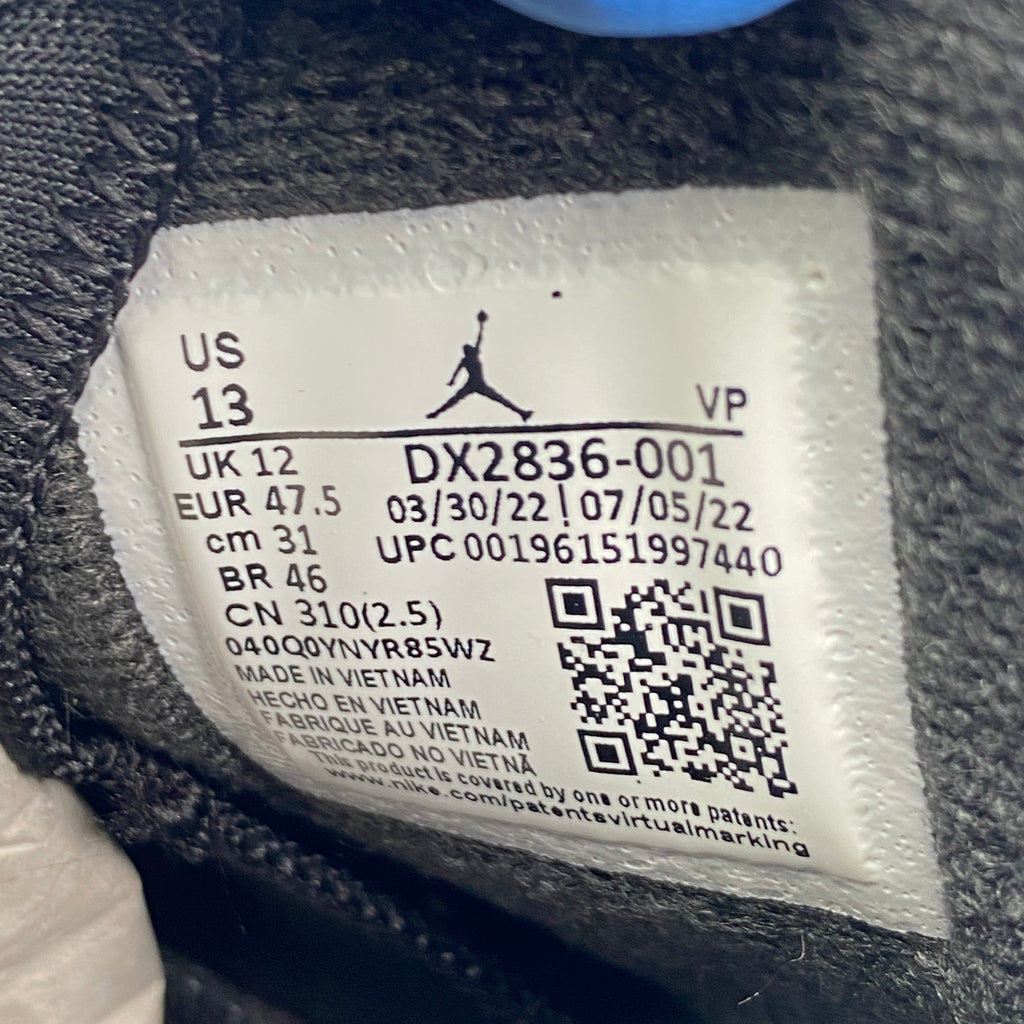 US
13
VP
UK 12
DX2836-001
EUR 47.5
03/30/22 | 07/05/22
cm 31
UPC 00196151997440
BR 46
CN 310(2.5)
040Q0YNYR85WZ
MADE IN VIETNAM
HECHO EN VIETNAM
FABRIQUE AU VIETNAM
FABRICADO NO VIETNÃ
This product is covered by one or more patents:
www.nike.com/patentsvirtualmarking